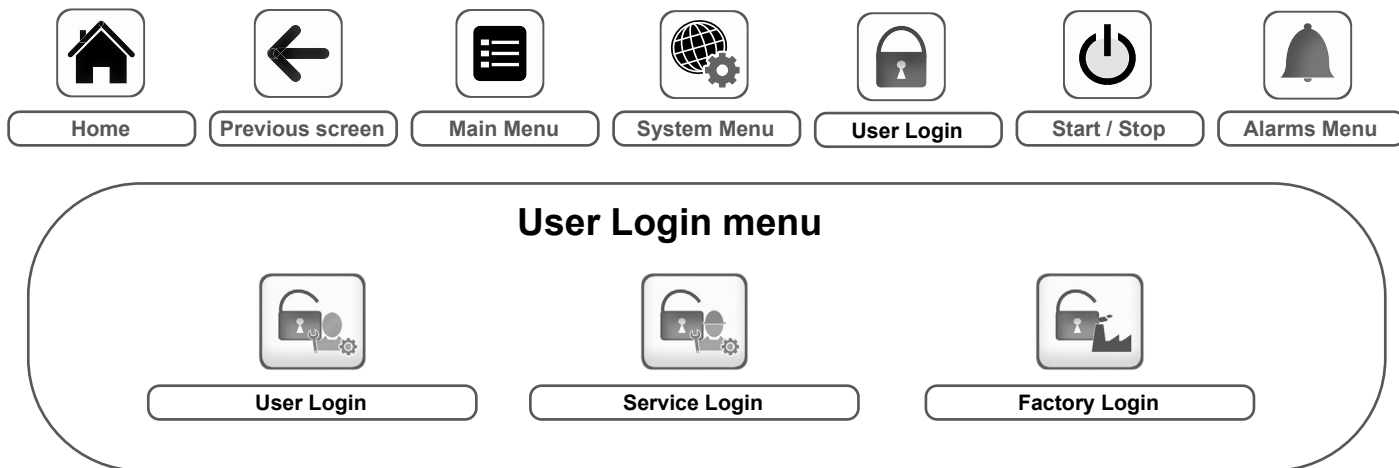 Home
Previous screen
Main Menu
System Menu
User Login
Start / Stop
Alarms Menu
User Login menu
User Login
Service Login
Factory Login